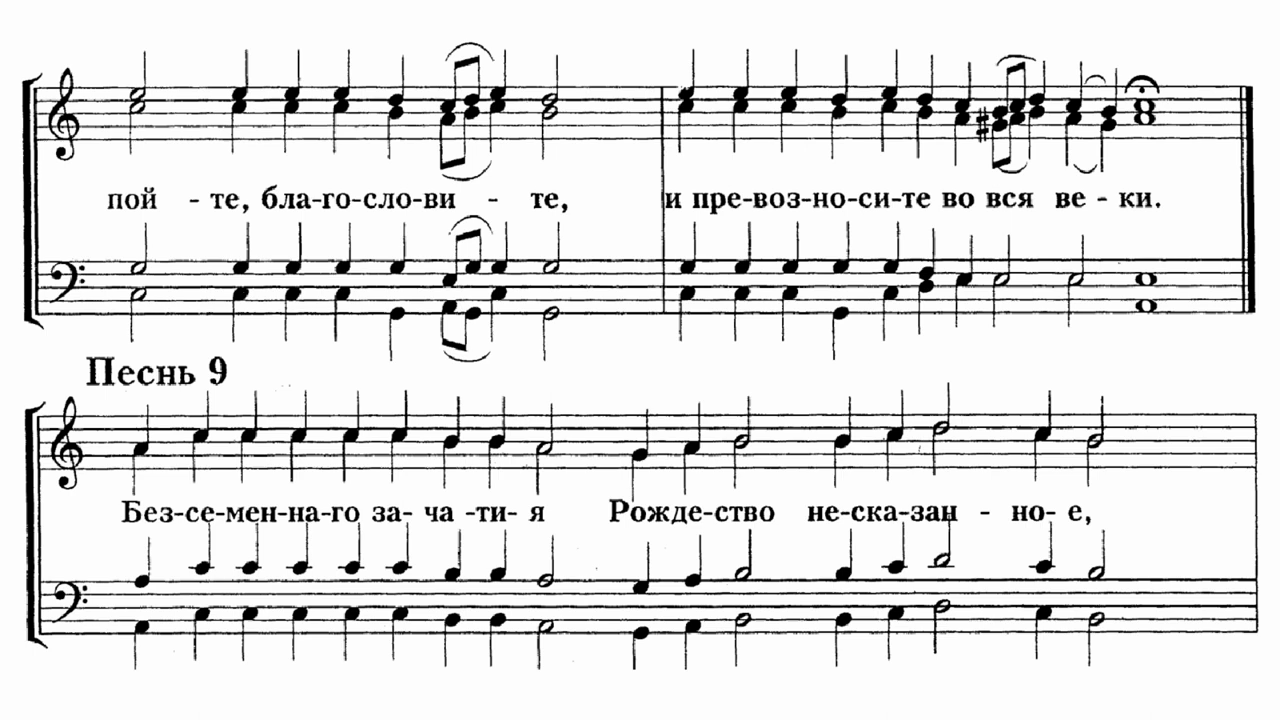 пой - те, бла-го-сло-ви - те, и пре-воз-но-си-те во вся ве - ки.
Песнь 9
Без-се-мен-на-го за- ча -ти- я Рожде-ство не-ска-зан - но- е,